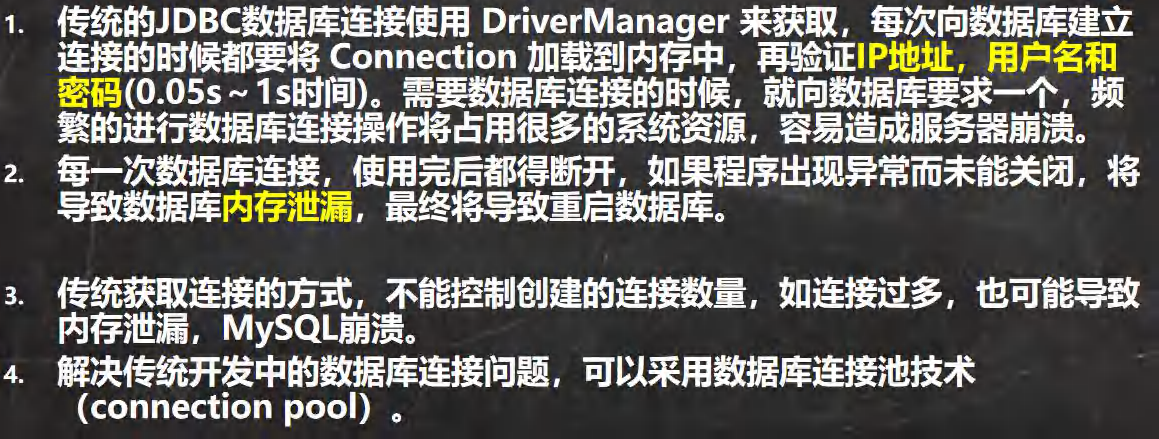 1. 传统的JDBC数据库连接使用 DriverManager 来获取，每次向数据库建立
连接的时候都要将 Connection 加载到内存中，再验证IP地址，用户名和
密码(0.05s～1s时间)。需要数据库连接的时候，就向数据库要求一个，频
繁的进行数据库连接操作将占用很多的系统资源，容易造成服务器崩溃。
2. 每一次数据库连接，使用完后都得断开，如果程序出现异常而未能关闭，将
导致数据库内存泄漏，最终将导致重启数据库。
3. 传统获取连接的方式，不能控制创建的连接数量，如连接过多，也可能导致
内存泄漏，MySQL崩溃。
4. 解决传统开发中的数据库连接问题，可以采用数据库连接池技术
（connection pool）。